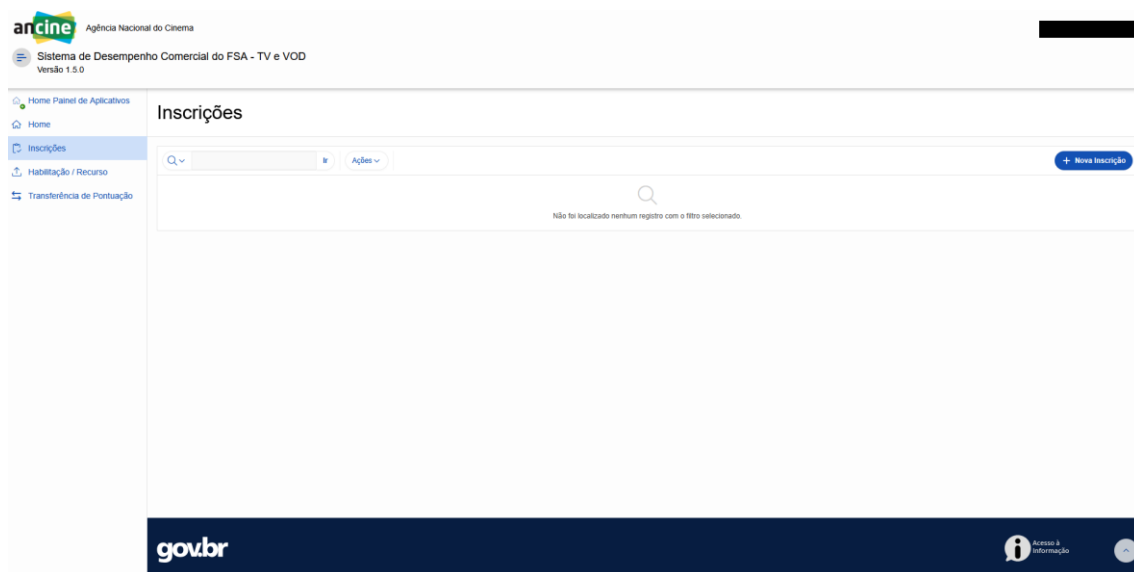 ancine Agência Nacional do Cinema
Sistema de Desempenho Comercial do FSA - TV e VOD
Versão 1.5.0
Home Painel de Aplicativos
Home
Inscrições
Habilitação / Recurso
Transferência de Pontuação
Inscrições
Ir
Ações
+ Nova Inscrição
Não foi localizado nenhum registro com o filtro selecionado.
gov.br
Acesso à
Informação